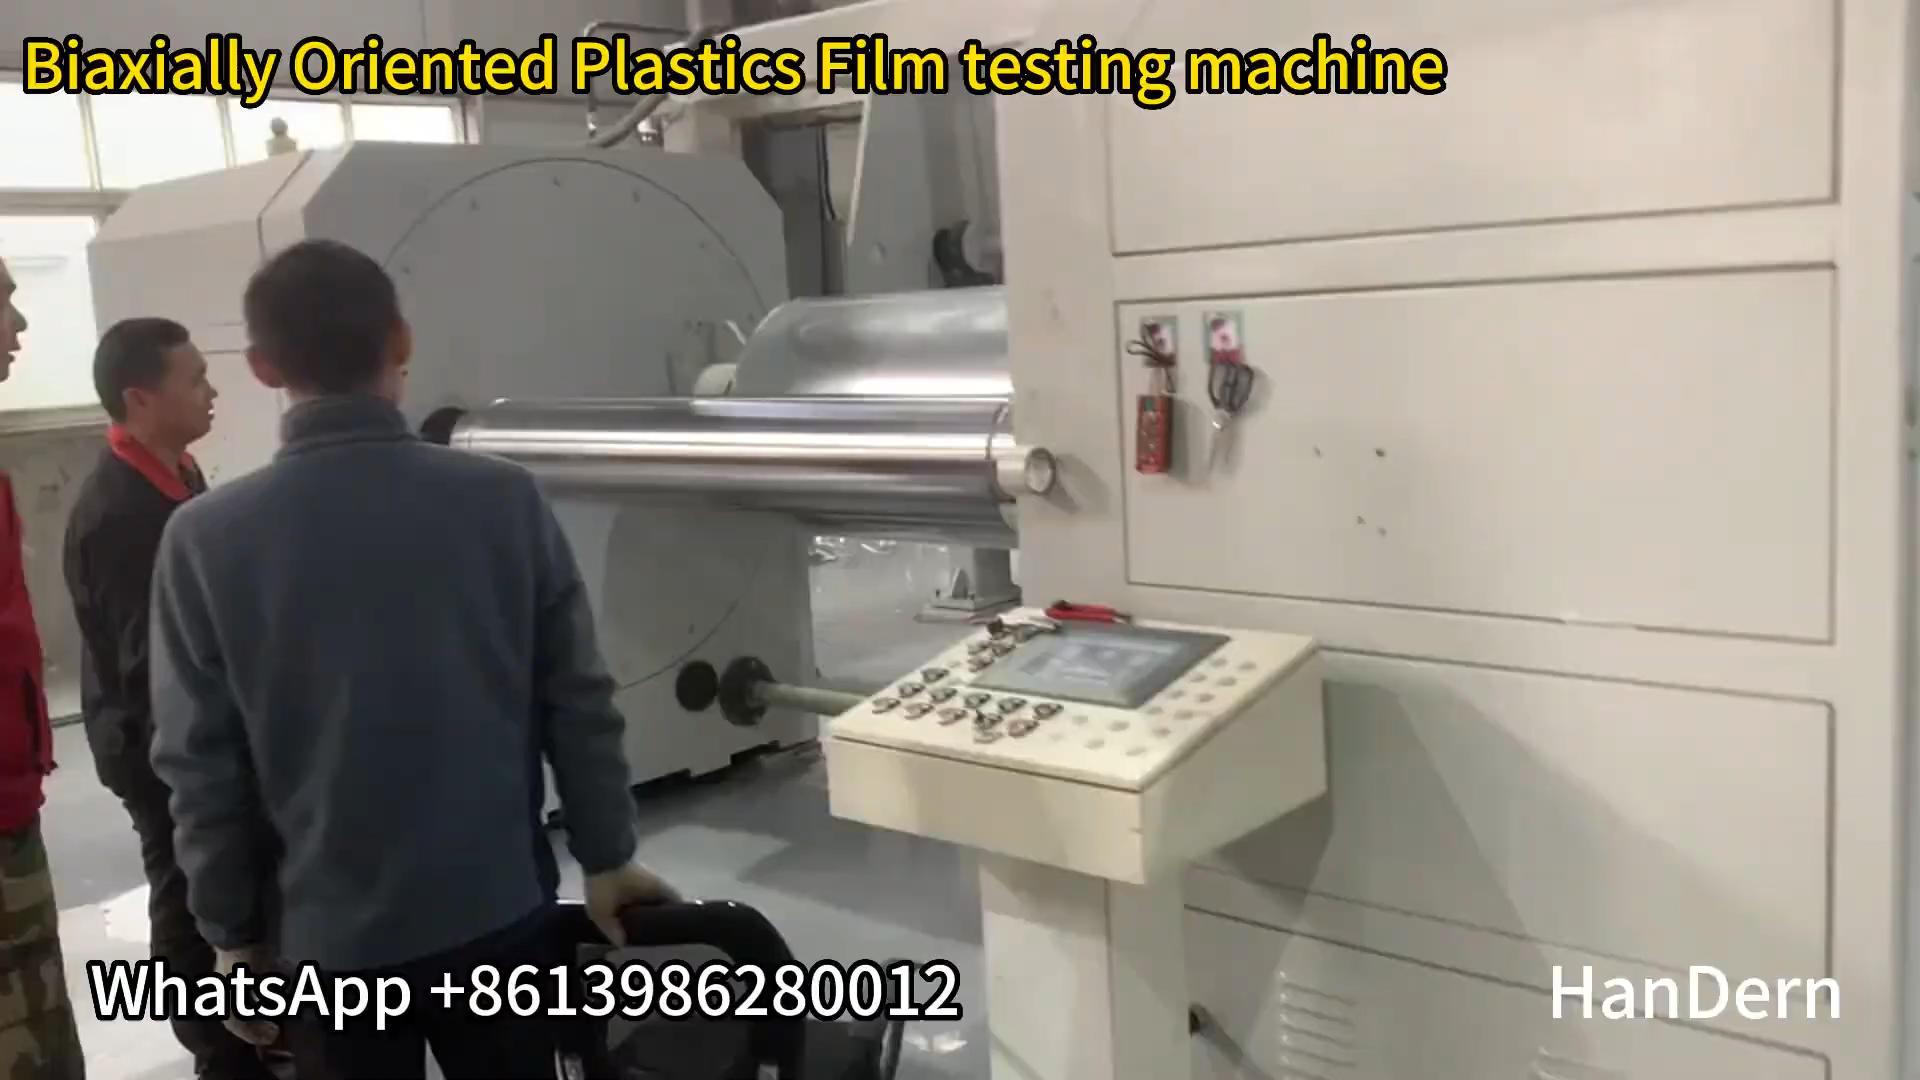 Biaxially Oriented Plastics Film testing machine
WhatsApp +8613986280012
HanDern